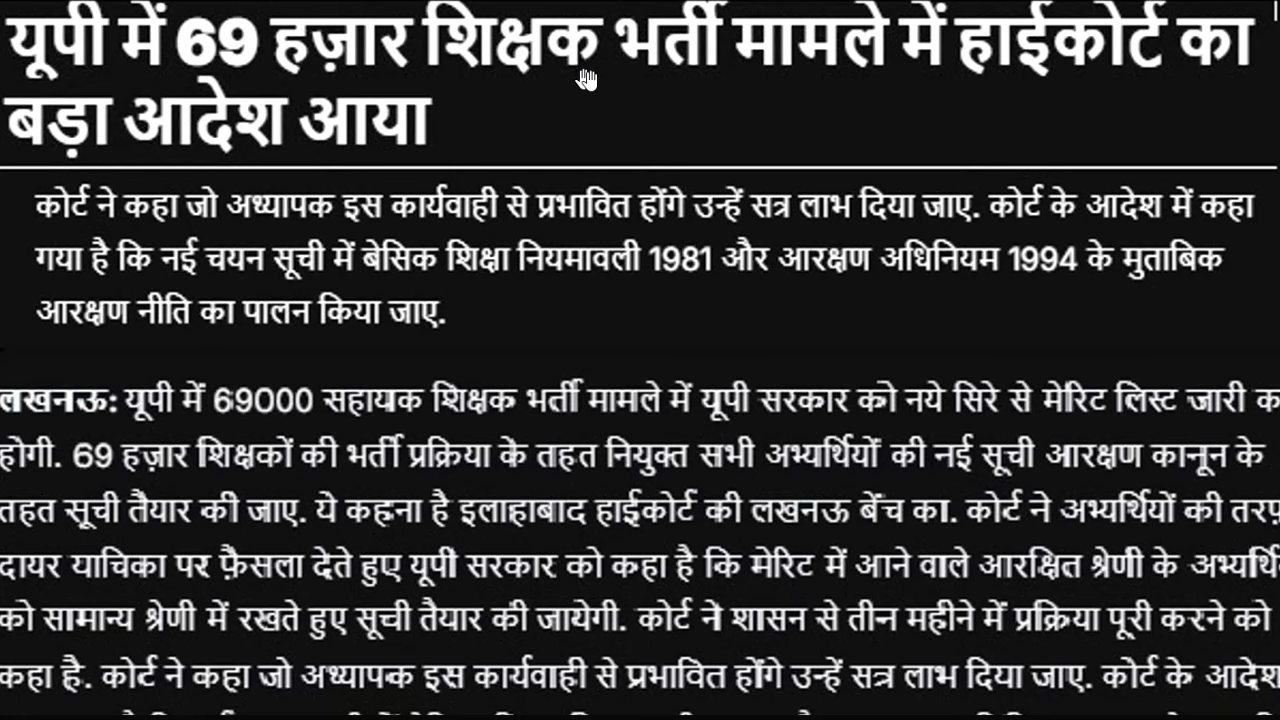 यूपी में 69 हज़ार शिक्षक भर्ती मामले में हाईकोर्ट का
बड़ा आदेश आया
कोर्ट ने कहा जो अध्यापक इस कार्यवाही से प्रभावित होंगे उन्हें सत्र लाभ दिया जाए. कोर्ट के आदेश में कहा
गया है कि नई चयन सूची में बेसिक शिक्षा नियमावली 1981 और आरक्षण अधिनियम 1994 के मुताबिक
आरक्षण नीति का पालन किया जाए.
लखनऊ: यूपी में 69000 सहायक शिक्षक भर्ती मामले में यूपी सरकार को नये सिरे से मेरिट लिस्ट जारी
होगी. 69 हज़ार शिक्षकों की भर्ती प्रक्रिया के तहत नियुक्त सभी अभ्यर्थियों की नई सूची आरक्षण कानून के
तहत सूची तैयार की जाए. ये कहना है इलाहाबाद हाईकोर्ट की लखनऊ बेंच का. कोर्ट ने अभ्यर्थियों की
दायर याचिका पर फ़ैसला देते हुए यूपी सरकार को कहा है कि मेरिट में आने वाले आरक्षित श्रेणी के
को सामान्य श्रेणी में रखते हुए सूची तैयार की जायेगी. कोर्ट ने शासन से तीन महीने में प्रक्रिया पूरी करने को
कहा है. कोर्ट ने कहा जो अध्यापक इस कार्यवाही से प्रभावित होंगे उन्हें सत्र लाभ दिया जाए. कोर्ट के आदेश